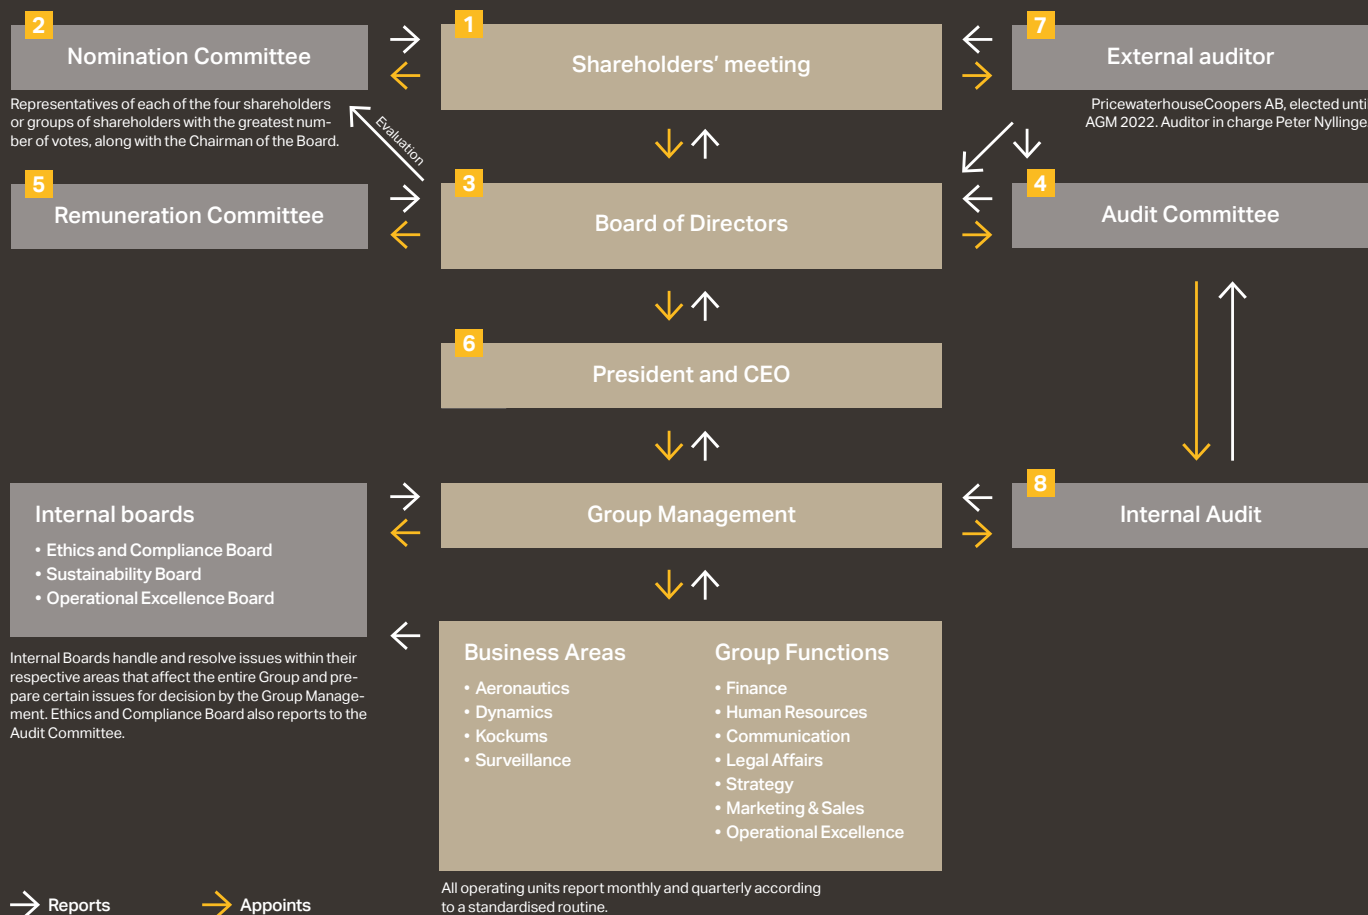 2
Nomination Committee
Representatives of each of the four shareholders
or groups of shareholders with the greatest num-
ber of votes, along with the Chairman of the Board.
1
Shareholders’ meeting
7
External auditor
PricewaterhouseCoopers AB, elected until
AGM 2022. Auditor in charge Peter Nyllinge.
Evaluation
5
Remuneration Committee
3
Board of Directors
4
Audit Committee
6
President and CEO
Internal boards
• Ethics and Compliance Board
• Sustainability Board
• Operational Excellence Board
Internal Boards handle and resolve issues within their
respective areas that affect the entire Group and pre-
pare certain issues for decision by the Group Manage-
ment. Ethics and Compliance Board also reports to the
Audit Committee.
Group Management
8
Internal Audit
Business Areas
• Aeronautics
• Dynamics
• Kockums
• Surveillance
Group Functions
• Finance
• Human Resources
• Communication
• Legal Affairs
• Strategy
• Marketing & Sales
• Operational Excellence
All operating units report monthly and quarterly according
to a standardised routine.
Reports
Appoints